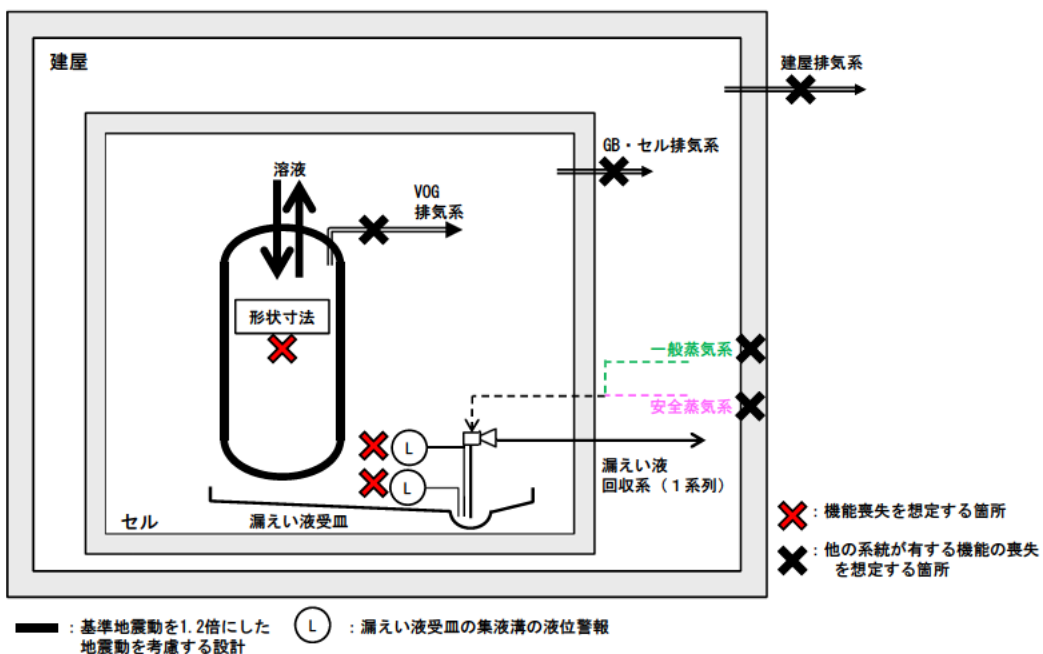 建屋
建屋排気系
GB・セル排気系
溶液
VOG
排気系
形状寸法
一般蒸気系
安全蒸気系
L
L
漏えい液
回収系（１系列）
セル
漏えい液受皿
：機能喪失を想定する箇所
：他の系統が有する機能の喪失
を想定する箇所
：基準地震動を1.2倍にした
地震動を考慮する設計
L
：漏えい液受皿の集液溝の液位警報